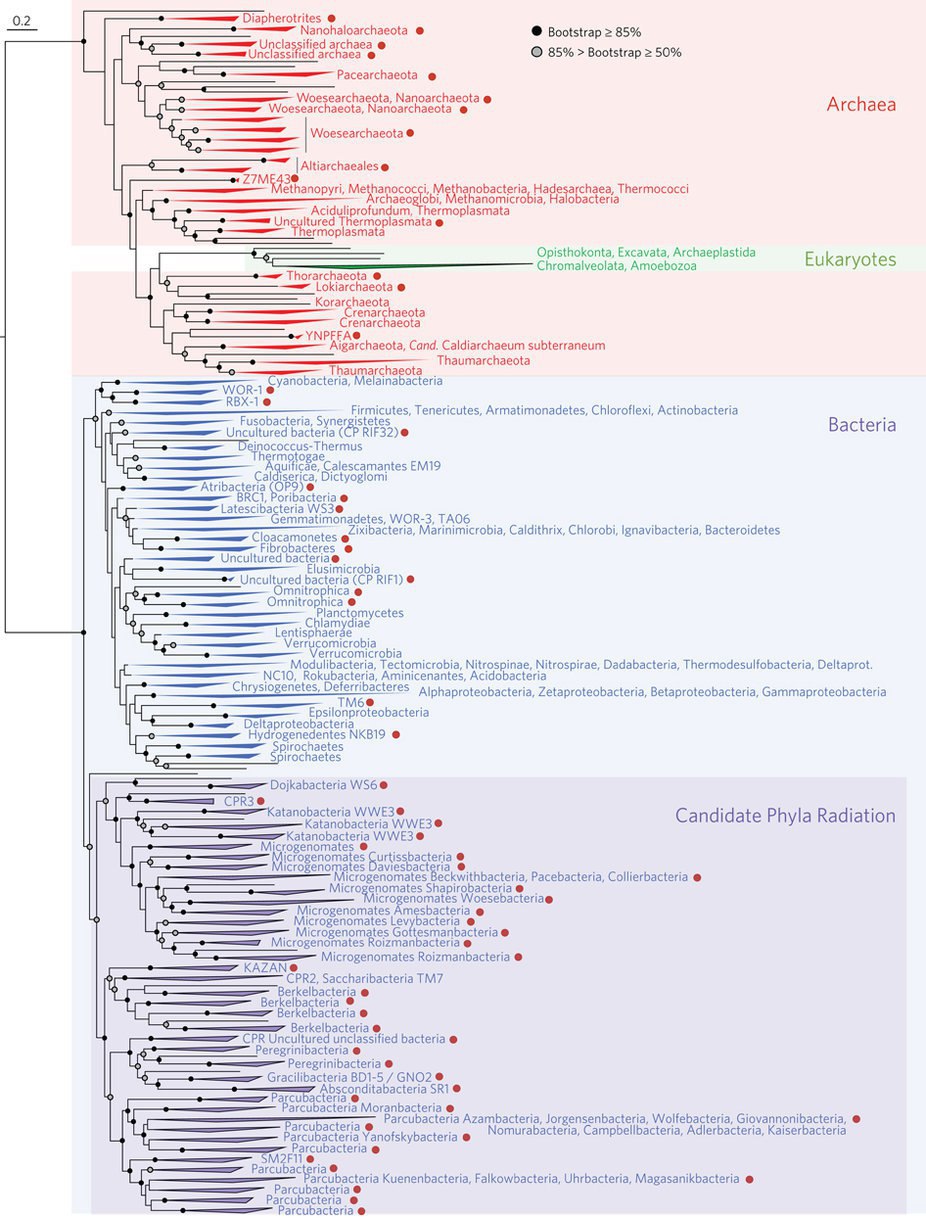 0.2
Bootstrap ≥ 85%
85% > Bootstrap ≥ 50%
Diapherotrites
Nanohaloarchaeota
Unclassified archaea
Unclassified archaea
Pacearchaeota
Woesearchaeota, Nanoarchaeota
Woesearchaeota, Nanoarchaeota
Archaea
Woesearchaeota
Altiarchaeales
Z7ME43
Methanopyri, Methanococci, Methanobacteria, Hadesarchaea, Thermococci
Archaeoglobi, Methanomicrobia, Halobacteria
Aciduliprofundum, Thermoplasmata
Uncultured Thermoplasmata
Thermoplasmata
Opisthokonta, Excavata, Archaeplastida
Chromalveolata, Amoebozoa
Eukaryotes
Thorarchaeota
Lokiarchaeota
Korarchaeota
Crenarchaeota
Crenarchaeota
YNPFFA
Aigarchaeota, Cand. Caldiarchaeum subterraneum
Thaumarchaeota
Thaumarchaeota
Cyanobacteria, Melainabacteria
WOR-1
RBX-1
Firmicutes, Tenericutes, Armatimonadetes, Chloroflexi, Actinobacteria
Bacteria
Fusobacteria, Synergistetes
Uncultured bacteria (CP RIF32)
Deinococcus-Thermus
Thermotogae
Aquificae, Calescamantes EM19
Caldiserica, Dictyoglomi
Atribacteria (OP9)
BRC1, Poribacteria
Latescibacteria WS3
Gemmatimonadetes, WOR-3, TA06
Zixibacteria, Marinimicrobia, Caldithrix, Chlorobi, Ignavibacteria, Bacteroidetes
Cloacamonetes
Fibrobacteres
Uncultured bacteria
Elusimicrobia
Uncultured bacteria (CP RIF1)
Omnitrophica
Omnitrophica
Planctomycetes
Chlamydiae
Lentisphaerae
Verrucomicrobia
Verrucomicrobia
Modulibacteria, Tectomicrobia, Nitrospinae, Nitrospirae, Dadabacteria, Thermodesulfobacteria, Deltaprot.
NC10, Rokubacteria, Aminicenantes, Acidobacteria
Chrysiogenetes, Deferribacteres
Alphaproteobacteria, Zetaproteobacteria, Betaproteobacteria, Gammaproteobacteria
TM6
Epsilonproteobacteria
Deltaproteobacteria
Hydrogenedentes NKB19
Spirochaetes
Spirochaetes
Dojkabacteria WS6
CPR3
Candidate Phyla Radiation
Katanobacteria WWE3
Katanobacteria WWE3
Katanobacteria WWE3
Microgenomates
Microgenomates Curtissbacteria
Microgenomates Daviesbacteria
Microgenomates Beckwithbacteria, Pacebacteria, Collierbacteria
Microgenomates Shapirobacteria
Microgenomates Woesebacteria
Microgenomates Amesbacteria
Microgenomates Levybacteria
Microgenomates Gottesmanbacteria
Microgenomates Roizmanbacteria
Microgenomates Roizmanbacteria
KAZAN
CPR2, Saccharibacteria TM7
Berkelbacteria
Berkelbacteria
Berkelbacteria
Berkelbacteria
CPR Uncultured unclassified bacteria
Peregrinibacteria
Peregrinibacteria
Gracilibacteria BD1-5 / GNO2
Absconditabacteria SR1
Parcubacteria
Parcubacteria Moranbacteria
Parcubacteria Azambacteria, Jorgensenbacteria, Wolfebacteria, Giovannonibacteria,
Nomurabacteria, Campbellbacteria, Adlerbacteria, Kaiserbacteria
Parcubacteria
Parcubacteria Yanofskybacteria
Parcubacteria
SM2F11
Parcubacteria
Parcubacteria Kuenenbacteria, Falkowbacteria, Uhrbacteria, Magasanikbacteria
Parcubacteria
Parcubacteria
Parcubacteria